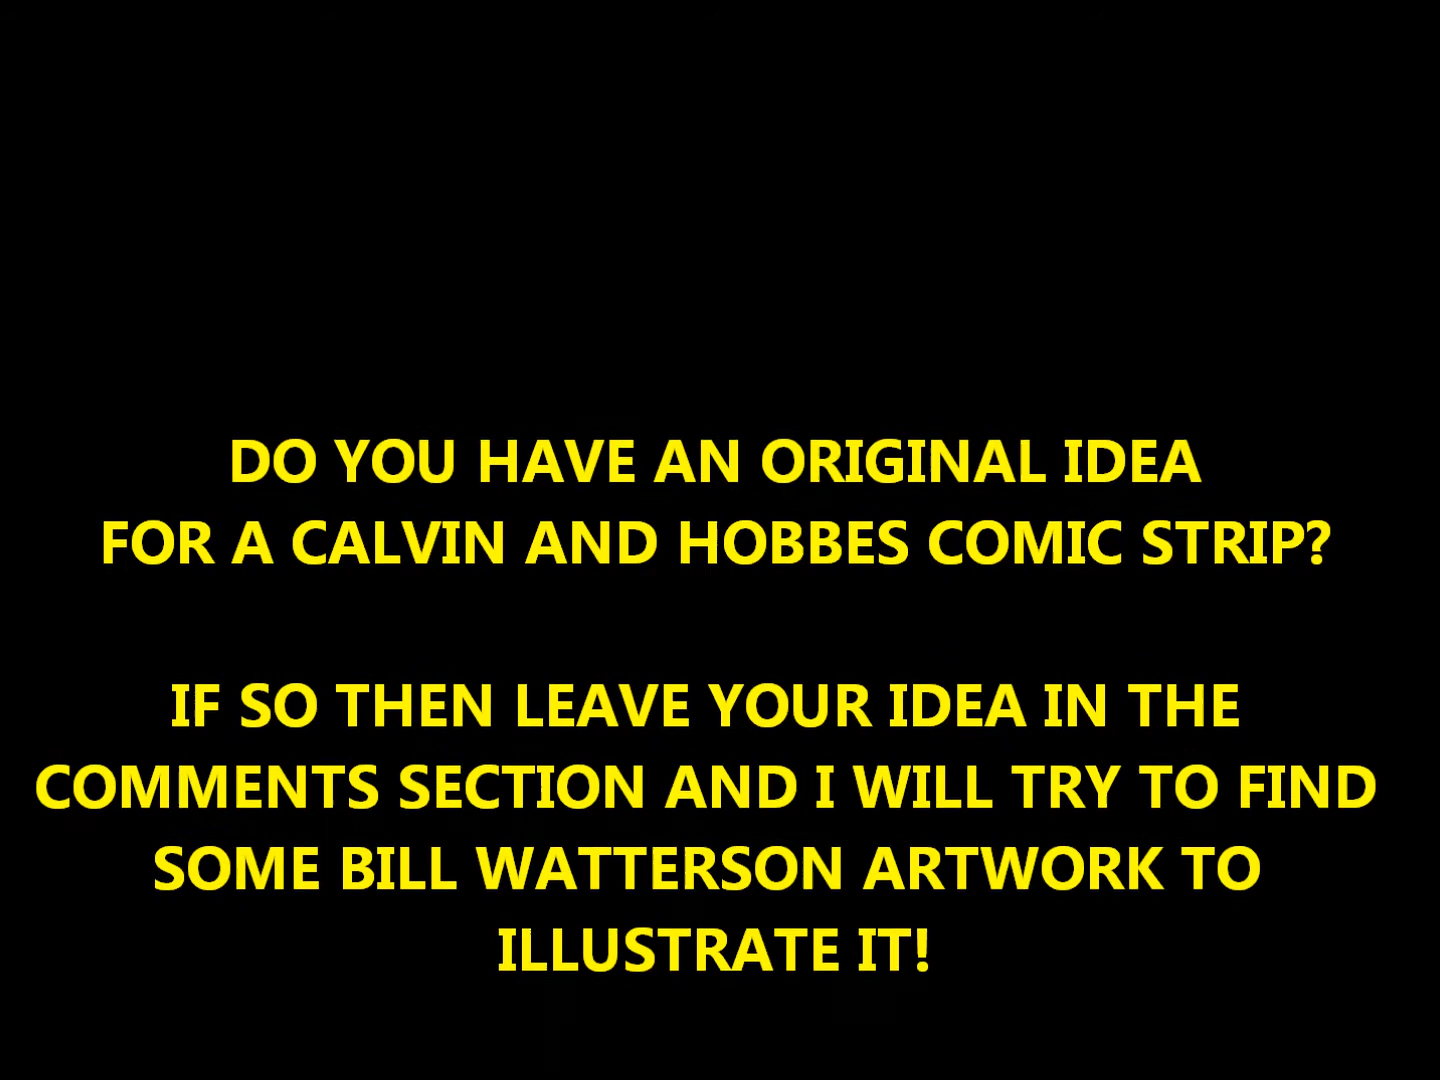 DO YOU HAVE AN ORIGINAL IDEA
FOR A CALVIN AND HOBBES COMIC STRIP?
IF SO THEN LEAVE YOUR IDEA IN THE
COMMENTS SECTION AND I WILL TRY TO FIND
SOME BILL WATTERSON ARTWORK TO
ILLUSTRATE IT!